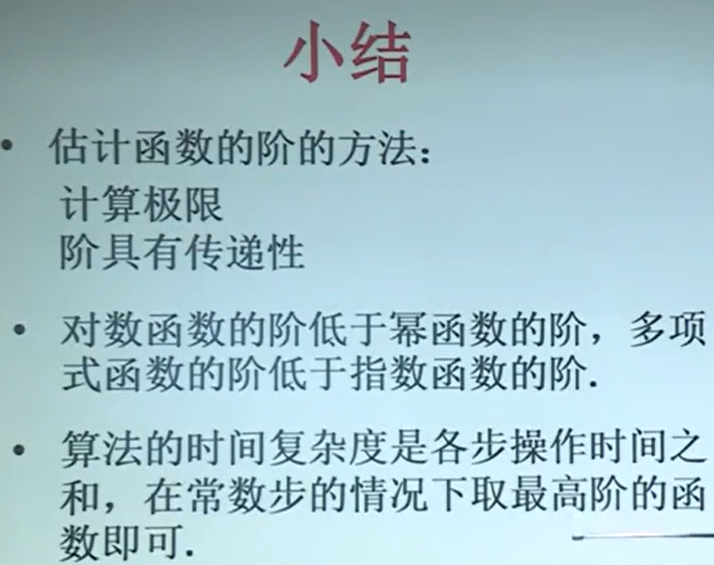 小结
• 估计函数的阶的方法：
计算极限
阶具有传递性
• 对数函数的阶低于幂函数的阶，多项
式函数的阶低于指数函数的阶.
• 算法的时间复杂度是各步操作时间之
和，在常数步的情况下取最高阶的函
数即可.